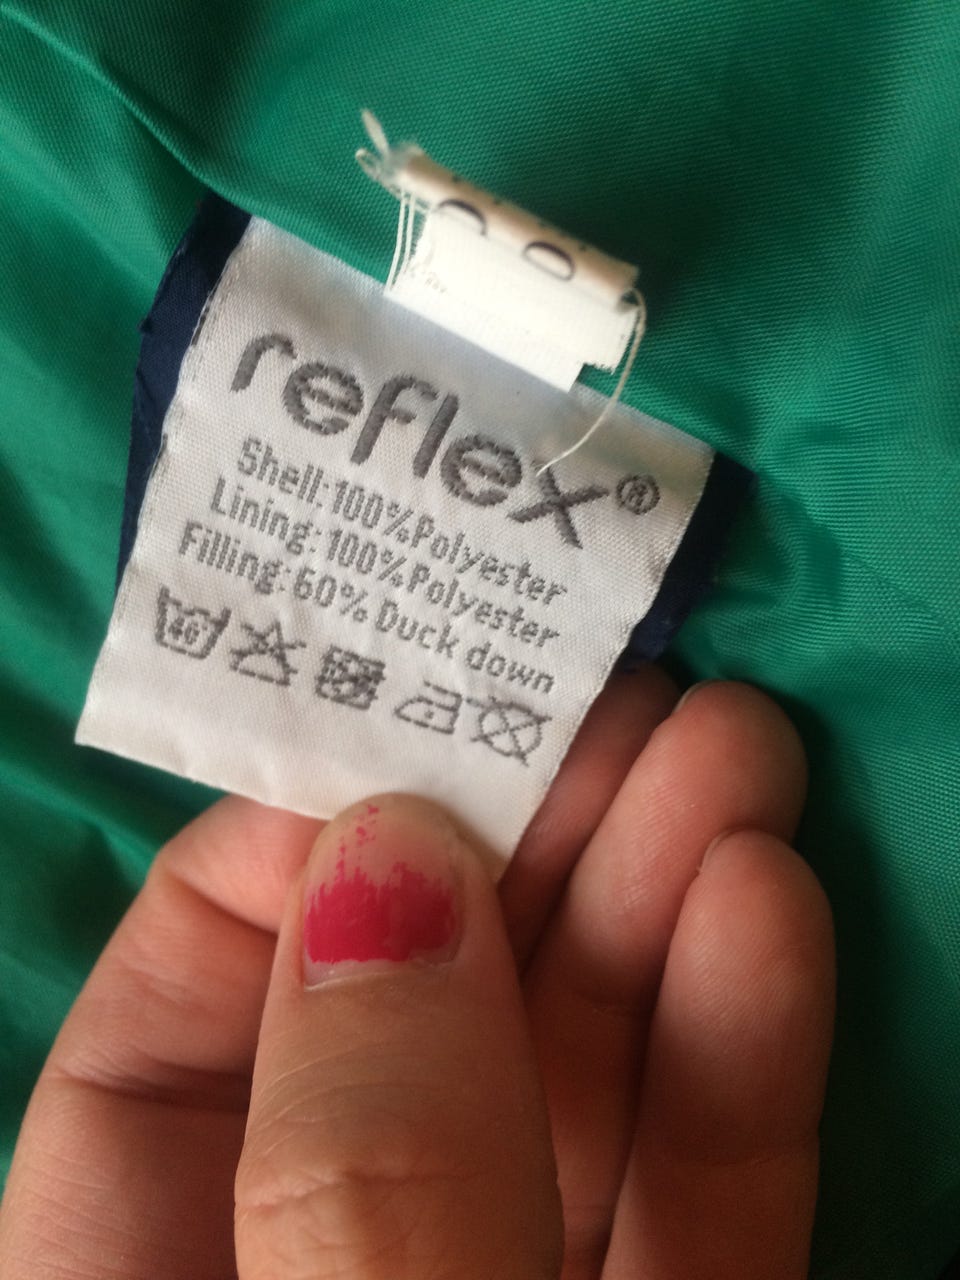 reflex®
Shell: 100% Polyester
Lining: 100% Polyester
Filling: 60% Duck down
40